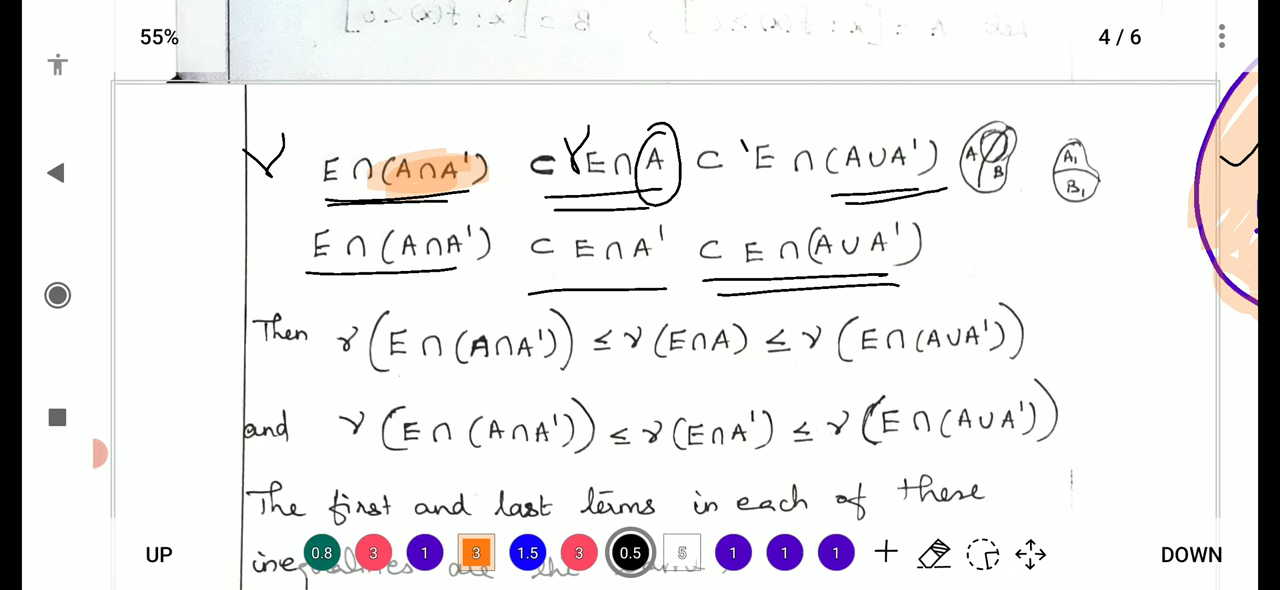 55%
4 / 6
γ E ∩ (A ∩ A') ⊂ γ E ∩ A ⊂ E ∩ (A ∪ A')
A B A₁ B₁
E ∩ (A ∩ A') ⊂ E ∩ A' ⊂ E ∩ (A ∪ A')
Then γ (E ∩ (A ∩ A')) ≤ γ (E ∩ A) ≤ γ (E ∩ (A ∪ A'))
and γ (E ∩ (A ∩ A')) ≤ γ (E ∩ A') ≤ γ (E ∩ (A ∪ A'))
The first and last terms in each of these
UP 0.8 3 1 3 1.5 3 0.5 5 1 1 1 DOWN